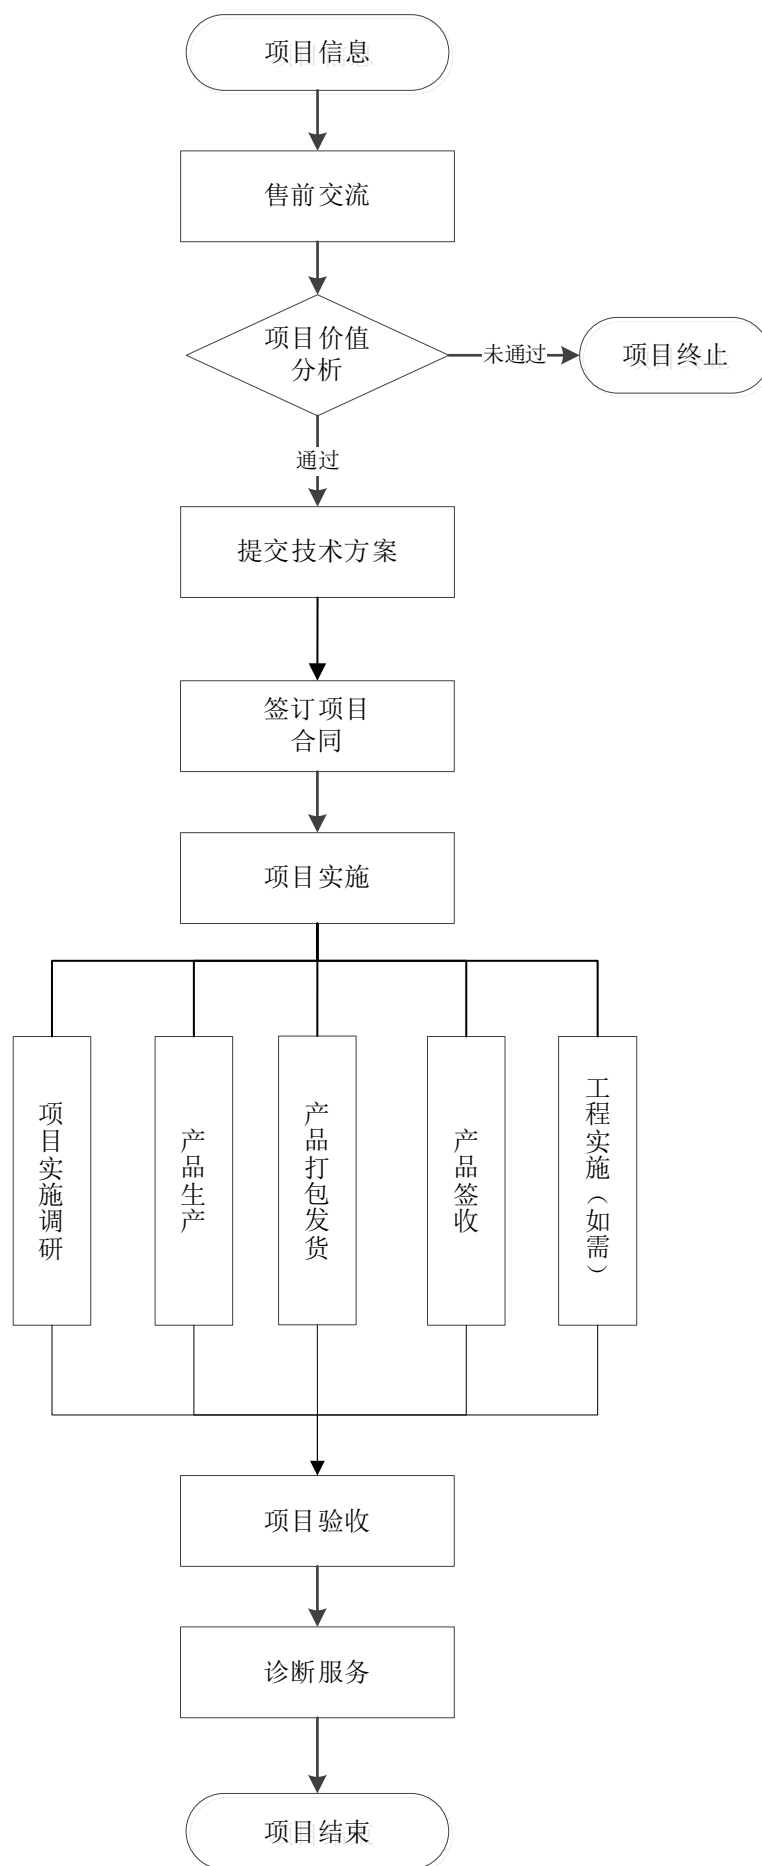 项目信息
售前交流
项目价值
分析
未通过
项目终止
通过
提交技术方案
签订项目
合同
项目实施
项目实施调研
产品生产
产品打包发货
产品签收
工程实施（如需）
项目验收
诊断服务
项目结束